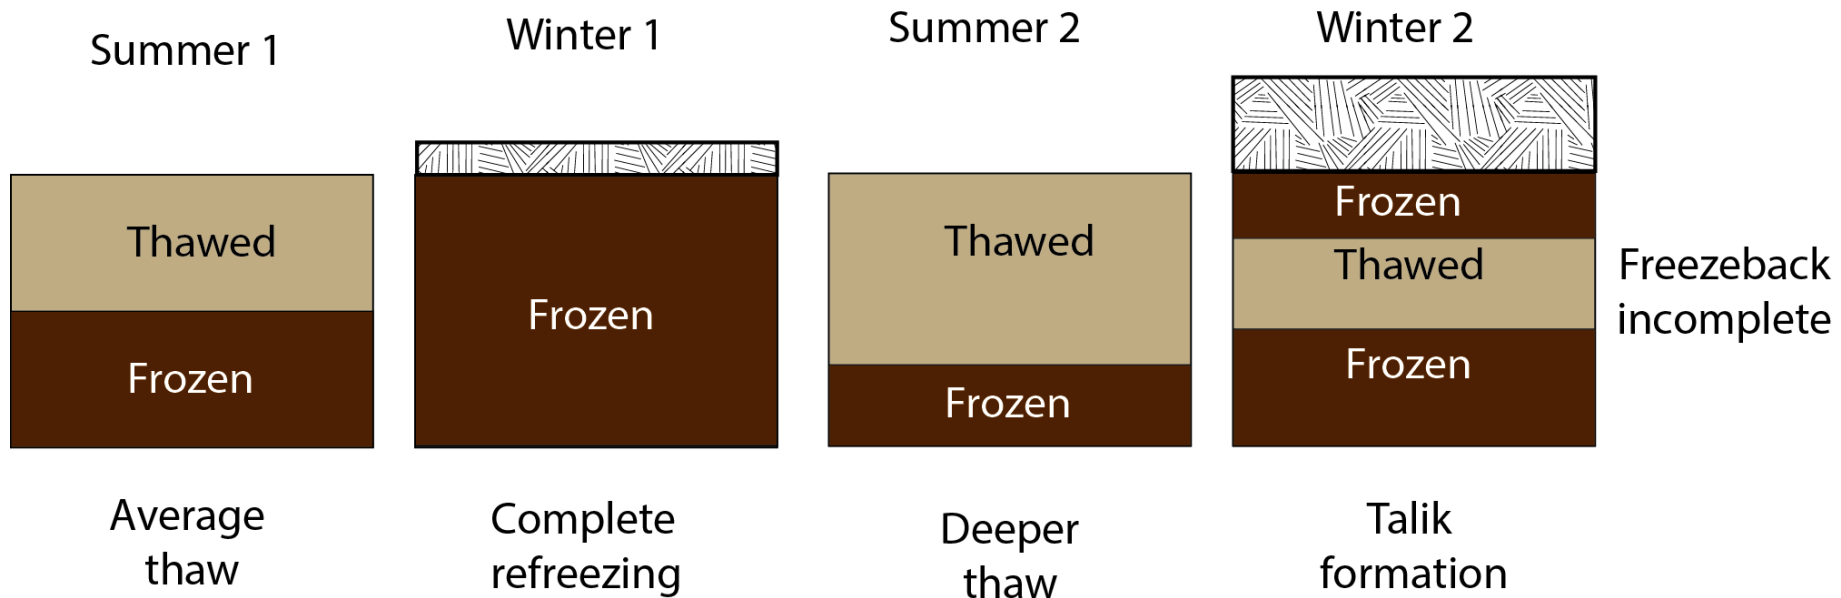 Summer 1
Winter 1
Summer 2
Winter 2
Thawed
Frozen
Frozen
Thawed
Frozen
Frozen
Thawed
Frozen
Freezeback
incomplete
Average
thaw
Complete
refreezing
Deeper
thaw
Talik
formation